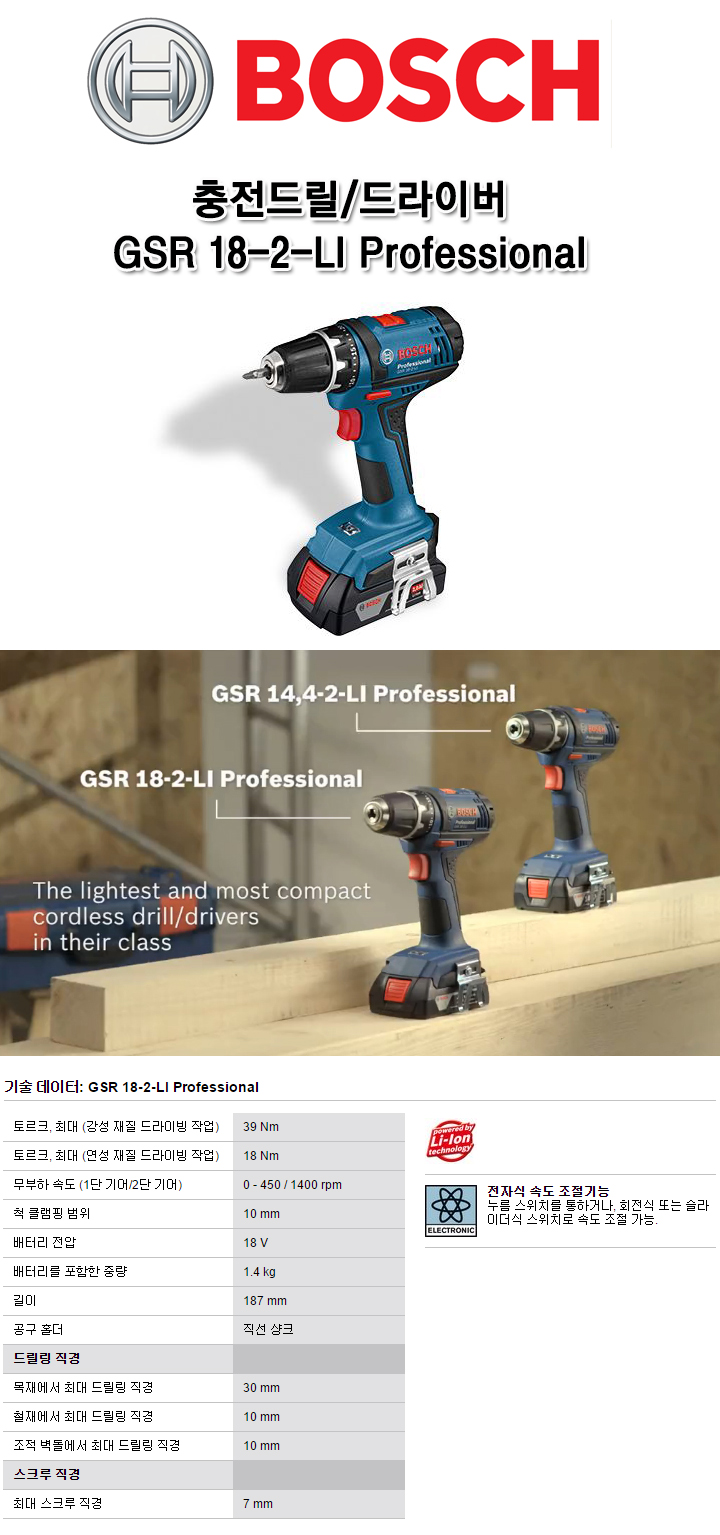 BOSCH
충전드릴/드라이버
GSR 18-2-LI Professional
BOSCH
Professional
GSR 18-2-LI
BOSCH
GSR 14,4-2-LI Professional
GSR 18-2-LI Professional
BOSCH
BOSCH
Professional
The lightest and most compact
cordless drill/drivers
in their class
기술 데이터: GSR 18-2-LI Professional
토르크, 최대 (강성 재질 드라이빙 작업) 39 Nm
토르크, 최대 (연성 재질 드라이빙 작업) 18 Nm
무부하 속도 (1단 기어/2단 기어) 0 - 450 / 1400 rpm
척 클램핑 범위 10 mm
배터리 전압 18 V
배터리를 포함한 중량 1.4 kg
길이 187 mm
공구 홀더 직선 샹크
드릴링 직경
목재에서 최대 드릴링 직경 30 mm
철재에서 최대 드릴링 직경 10 mm
조적 벽돌에서 최대 드릴링 직경 10 mm
스크루 직경
최대 스크루 직경 7 mm
powered by
Li-Ion
technology
ELECTRONIC
전자식 속도 조절기능
누름 스위치를 통하거나, 회전식 또는 슬라
이더식 스위치로 속도 조절 가능.